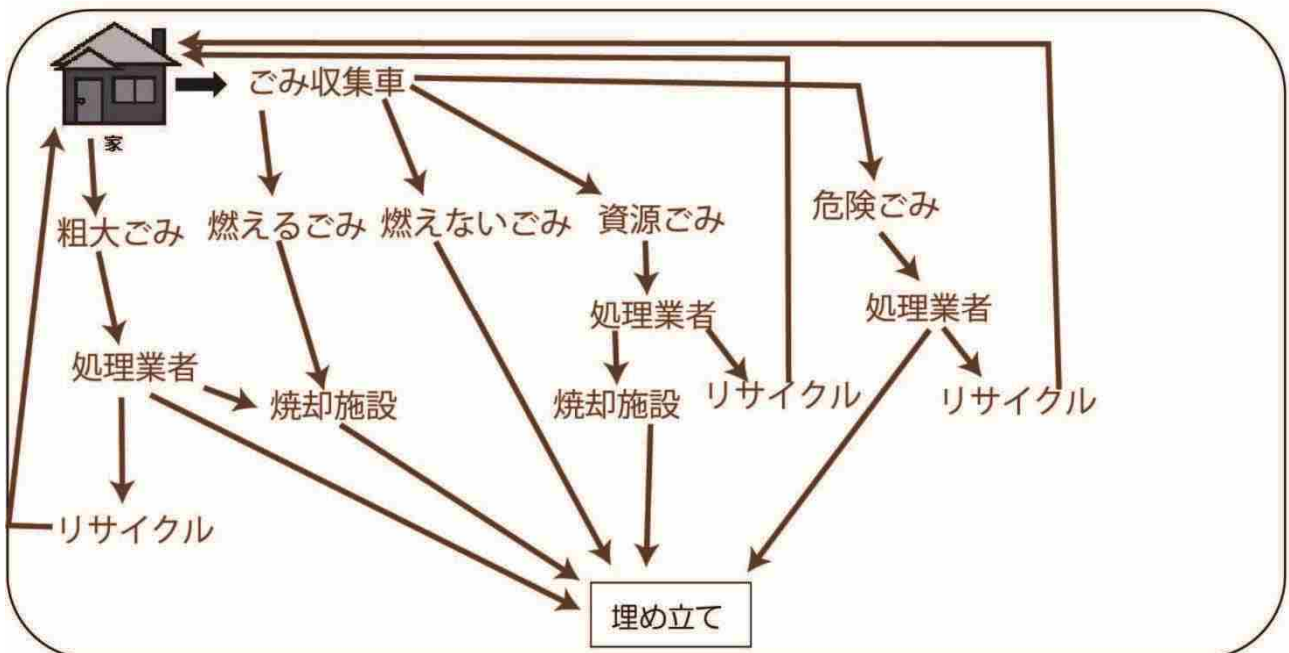 ごみ収集車
家
粗大ごみ
燃えるごみ
燃えないごみ
資源ごみ
危険ごみ
処理業者
処理業者
処理業者
焼却施設
焼却施設
リサイクル
リサイクル
リサイクル
埋め立て